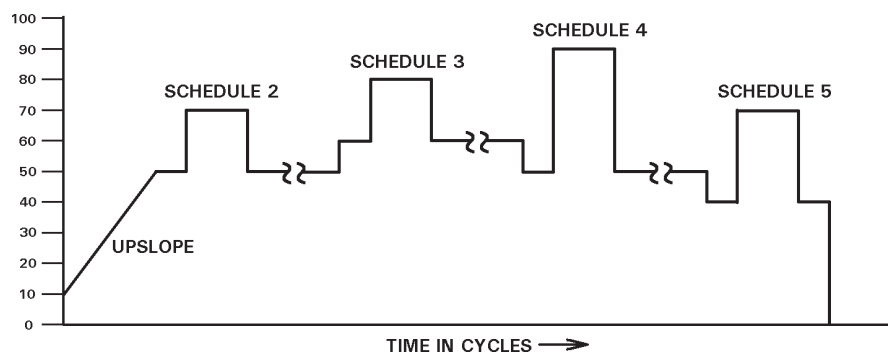 SCHEDULE 4
SCHEDULE 3
SCHEDULE 2
SCHEDULE 5
UPSLOPE
100
90
80
70
60
50
40
30
20
10
0
TIME IN CYCLES